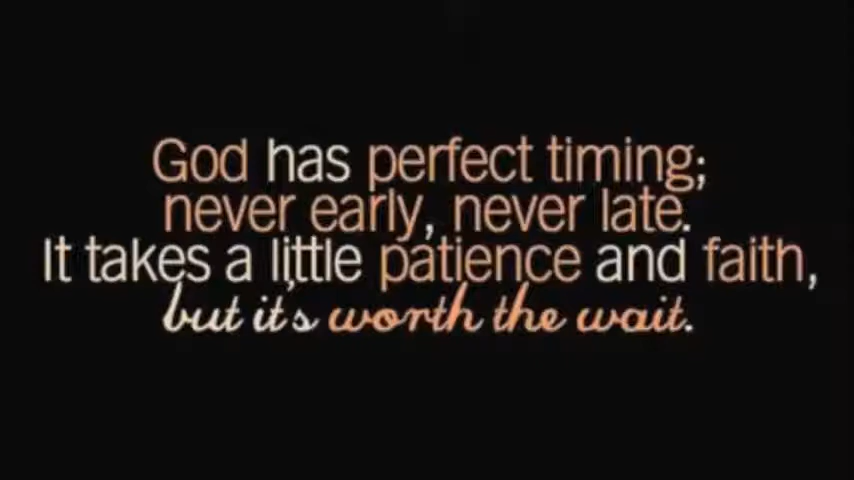 God has perfect timing;
never early, never late.
It takes a little patience and faith,
but it's worth the wait.